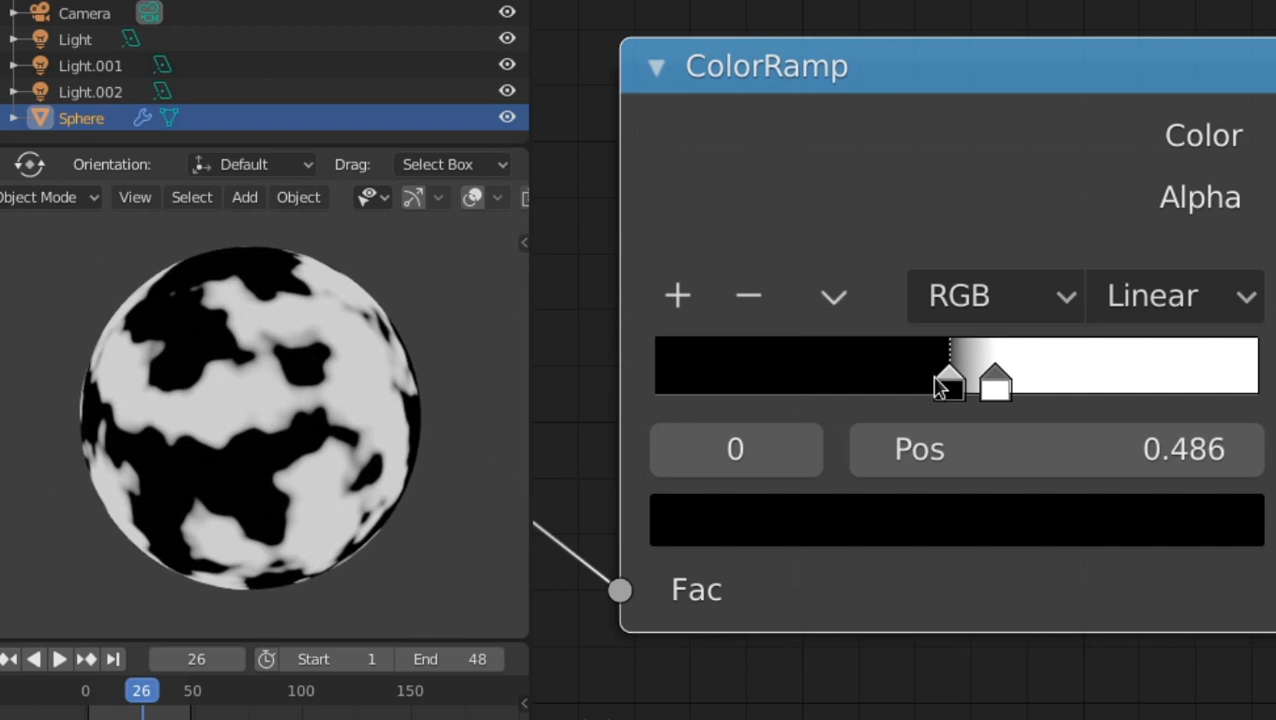 Camera
Light
Light.001
Light.002
Sphere
Orientation: Default Drag: Select Box
Object Mode View Select Add Object
26 Start 1 End 48
0 26 50 100 150
ColorRamp
Color
Alpha
RGB Linear
0 Pos 0.486
Fac